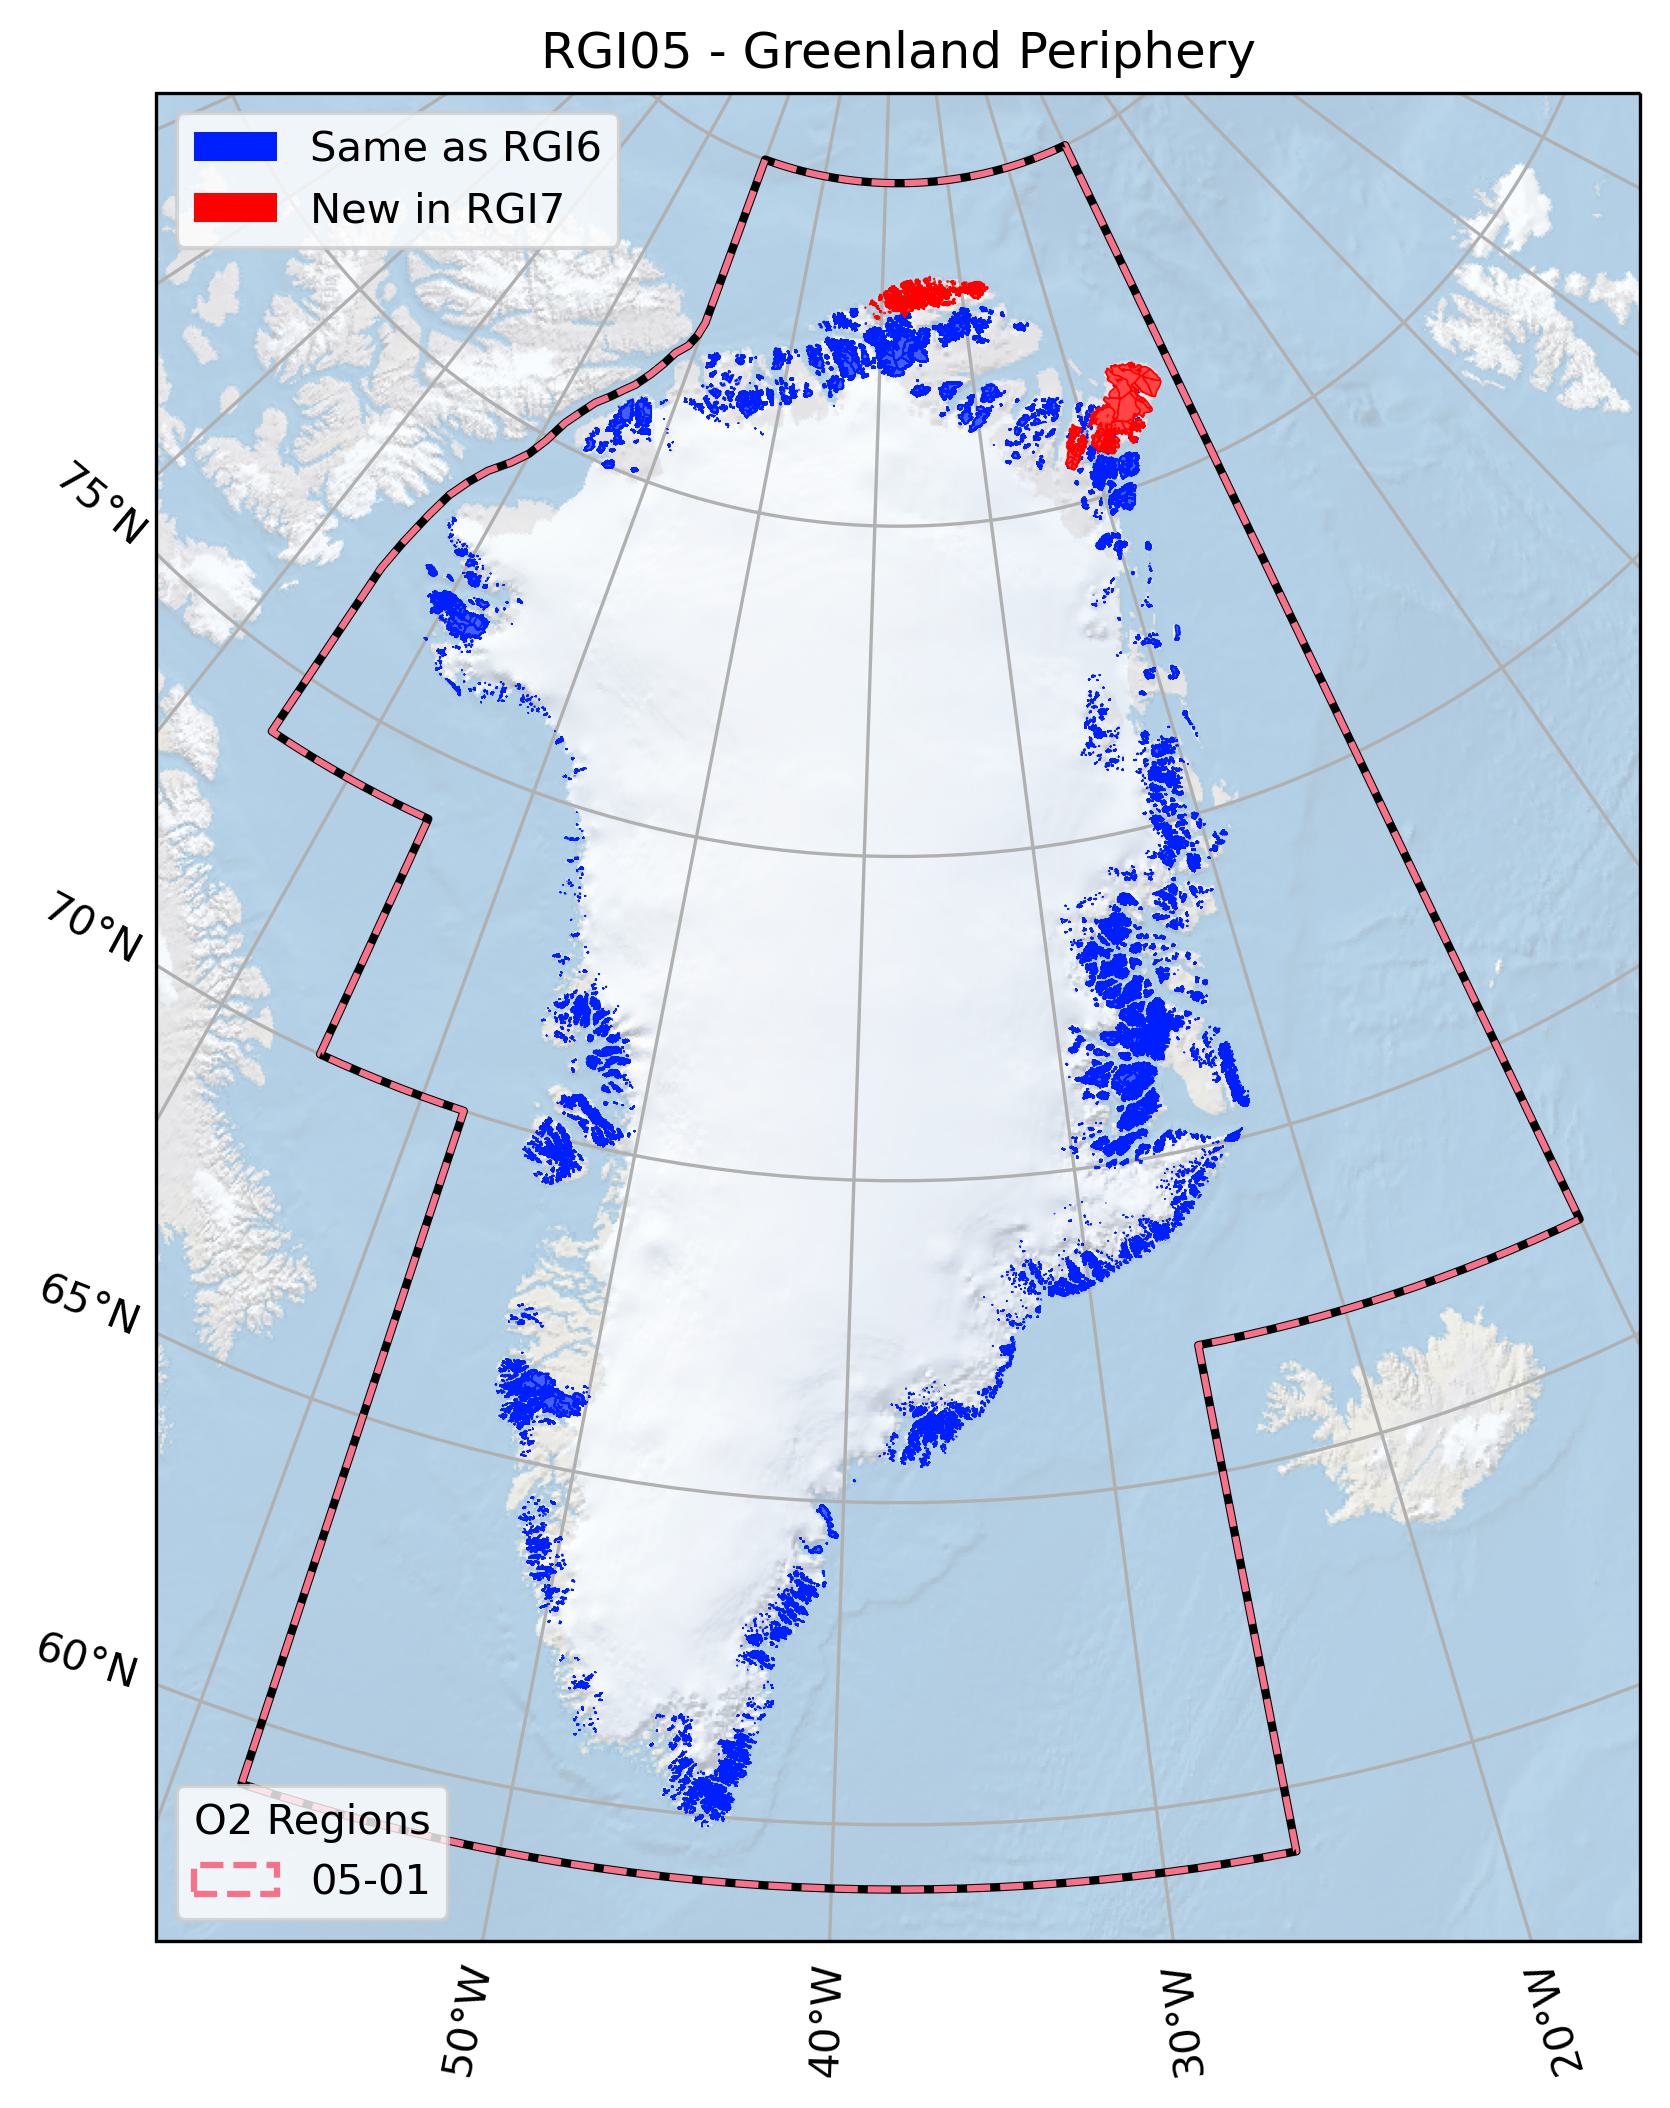 RGI05 - Greenland Periphery
Same as RGI6
New in RGI7
75°N
70°N
65°N
60°N
O2 Regions
05-01
50°W
40°W
30°W
20°W